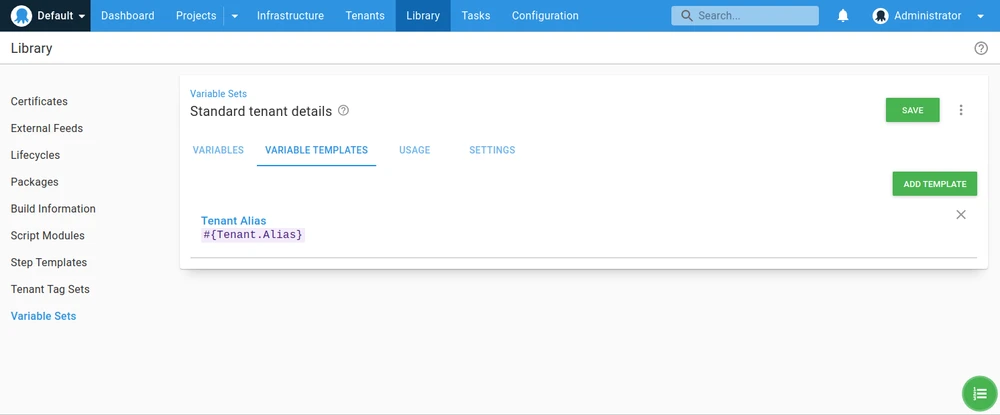 Default Dashboard Projects Infrastructure Tenants Library Tasks Configuration Search... Administrator
Library
Certificates
External Feeds
Lifecycles
Packages
Build Information
Script Modules
Step Templates
Tenant Tag Sets
Variable Sets
Variable Sets
Standard tenant details
SAVE
VARIABLES VARIABLE TEMPLATES USAGE SETTINGS
ADD TEMPLATE
Tenant Alias
#{Tenant.Alias}